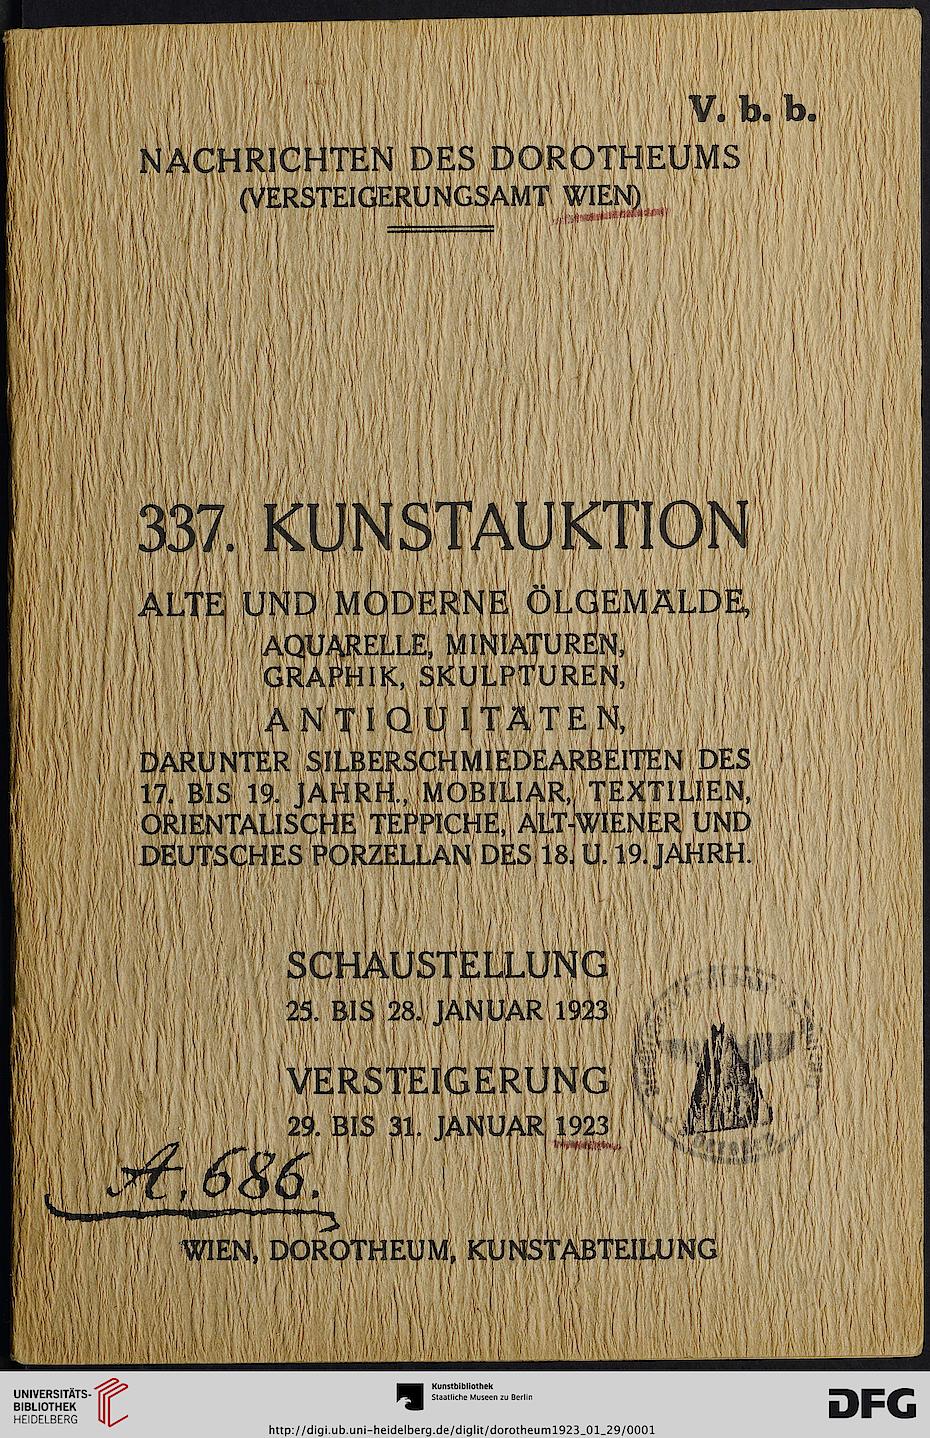 V. b. b.
NACHRICHTEN DES DOROTHEUMS
(VERSTEIGERUNGSAMT WIEN)
337. KUNSTAUKTION
ALTE UND MODERNE ÖLGEMÄLDE,
AQUARELLE, MINIATUREN,
GRAPHIK, SKULPTUREN,
ANTIQUITÄTEN,
DARUNTER SILBERSCHMIEDEARBEITEN DES
17. BIS 19. JAHRH., MOBILIAR, TEXTILIEN,
ORIENTALISCHE TEPPICHE, ALT-WIENER UND
DEUTSCHES PORZELLAN DES 18. U. 19. JAHRH.
SCHAUSTELLUNG
25. BIS 28. JANUAR 1923
VERSTEIGERUNG
29. BIS 31. JANUAR 1923
A. 686.
WIEN, DOROTHEUM, KUNSTABTEILUNG
UNIVERSITÄTS-
BIBLIOTHEK
HEIDELBERG
Kunstbibliothek
Staatliche Museen zu Berlin
DFG
http://digi.ub.uni-heidelberg.de/diglit/dorotheum1923_01_29/0001